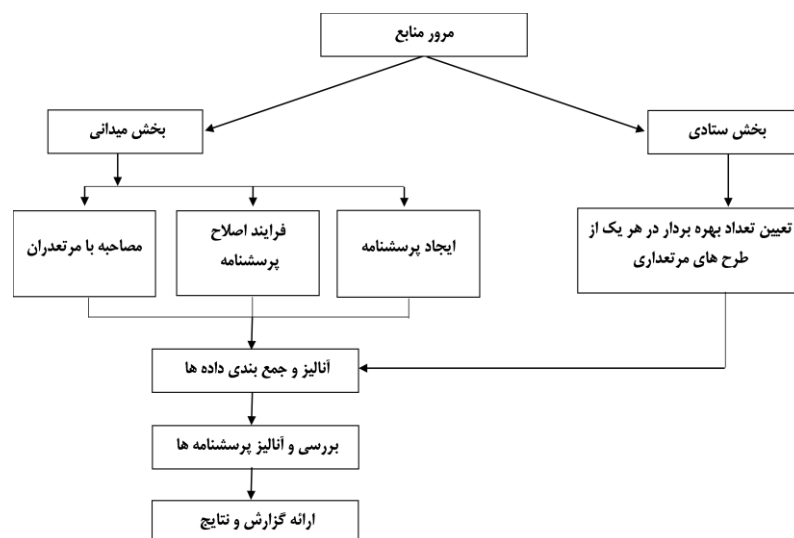 مرور منابع
بخش ستادی
بخش میدانی
تعیین تعداد بهره بردار در هر یک از
طرح های مرتعداری
ایجاد پرسشنامه
فرایند اصلاح
پرسشنامه
مصاحبه با مرتعدران
آنالیز و جمع بندی داده ها
بررسی و آنالیز پرسشنامه ها
ارائه گزارش و نتایج